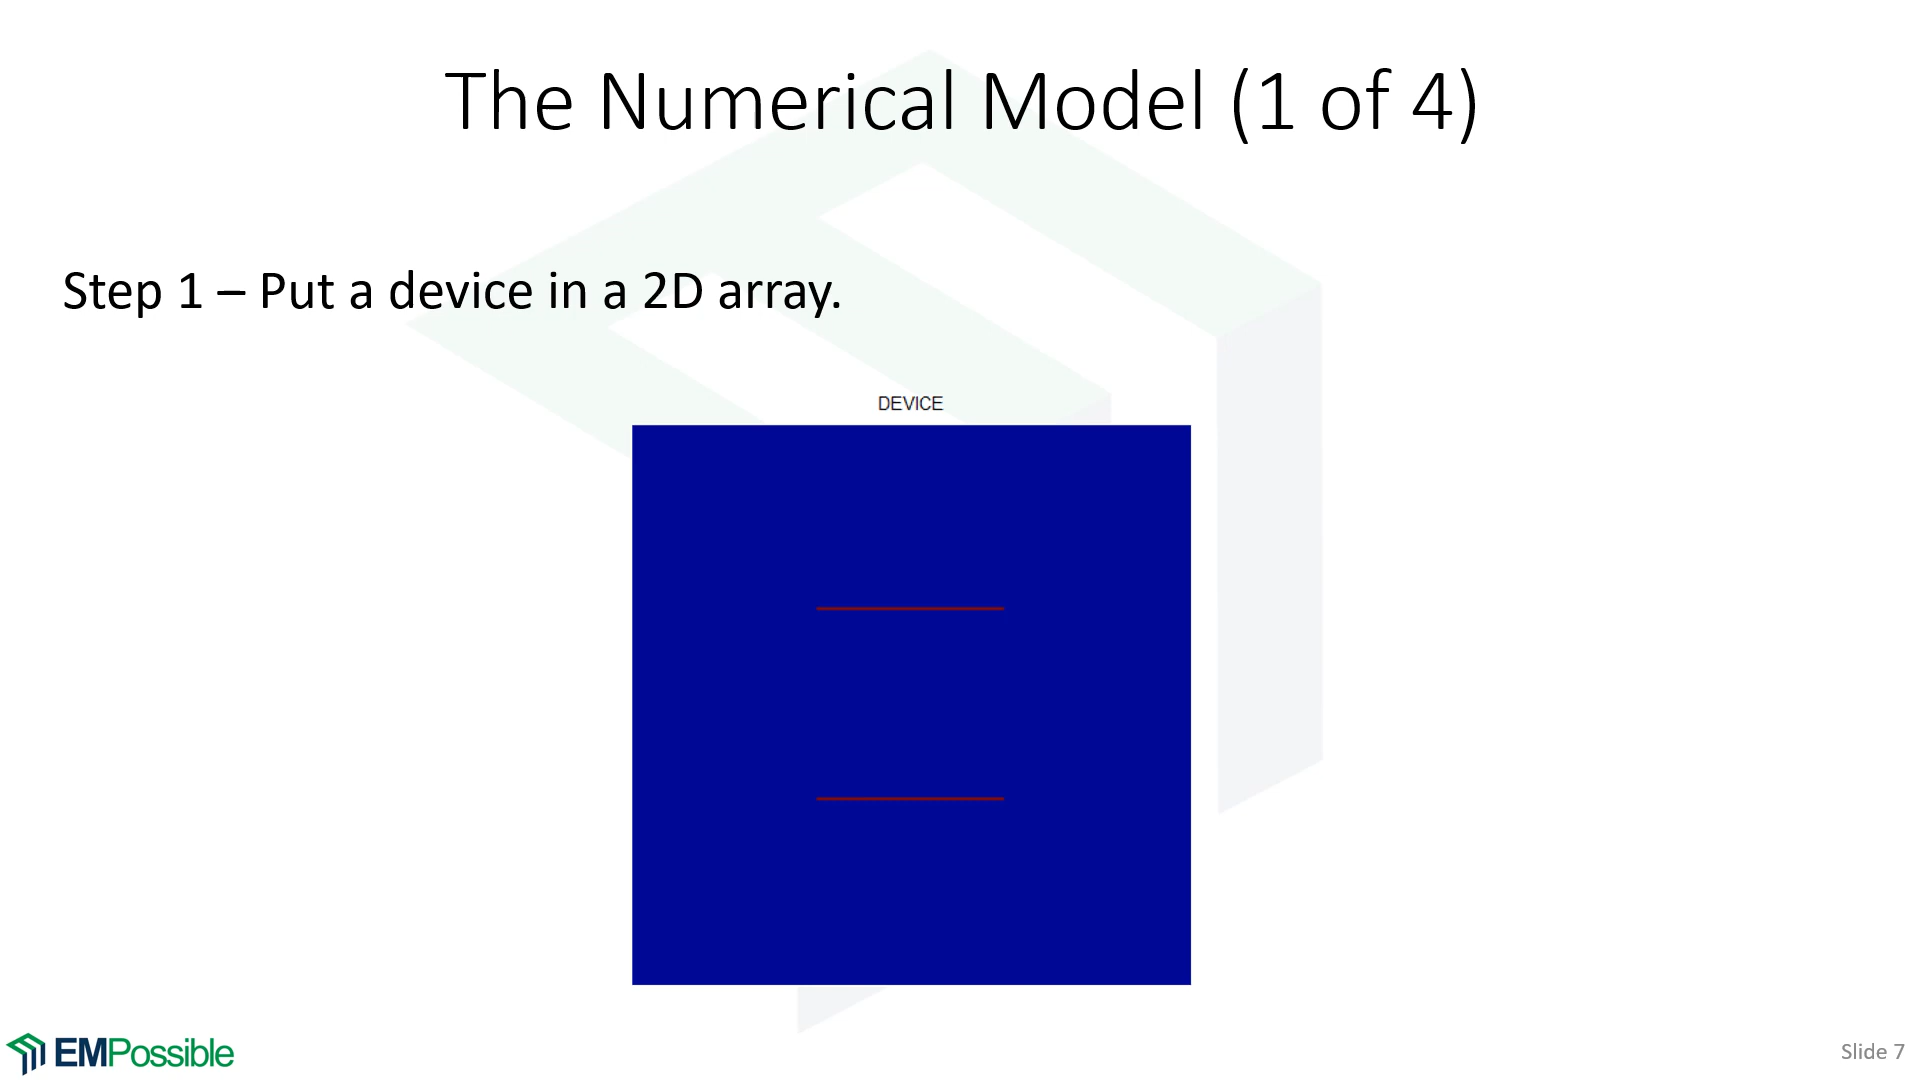 The Numerical Model (1 of 4)
Step 1 – Put a device in a 2D array.
DEVICE
EMPossible
Slide 7